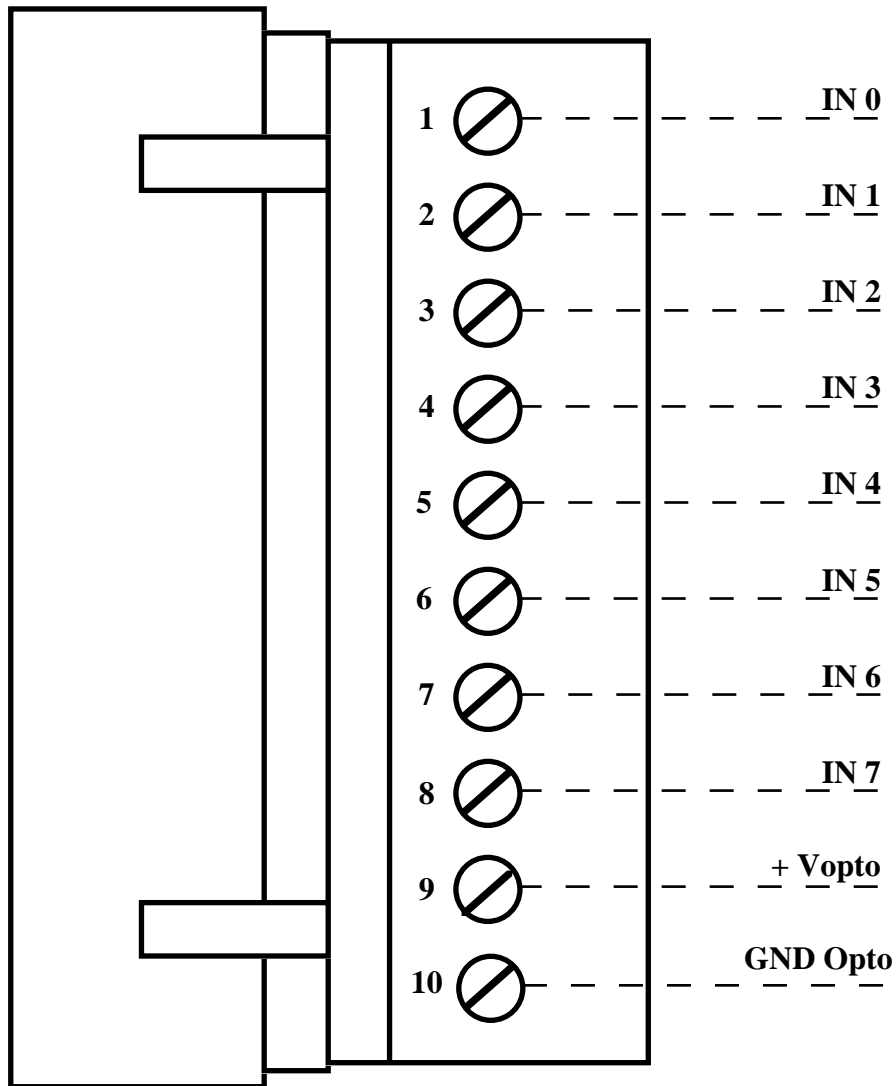 1 IN 0
2 IN 1
3 IN 2
4 IN 3
5 IN 4
6 IN 5
7 IN 6
8 IN 7
9 + Vopto
10 GND Opto